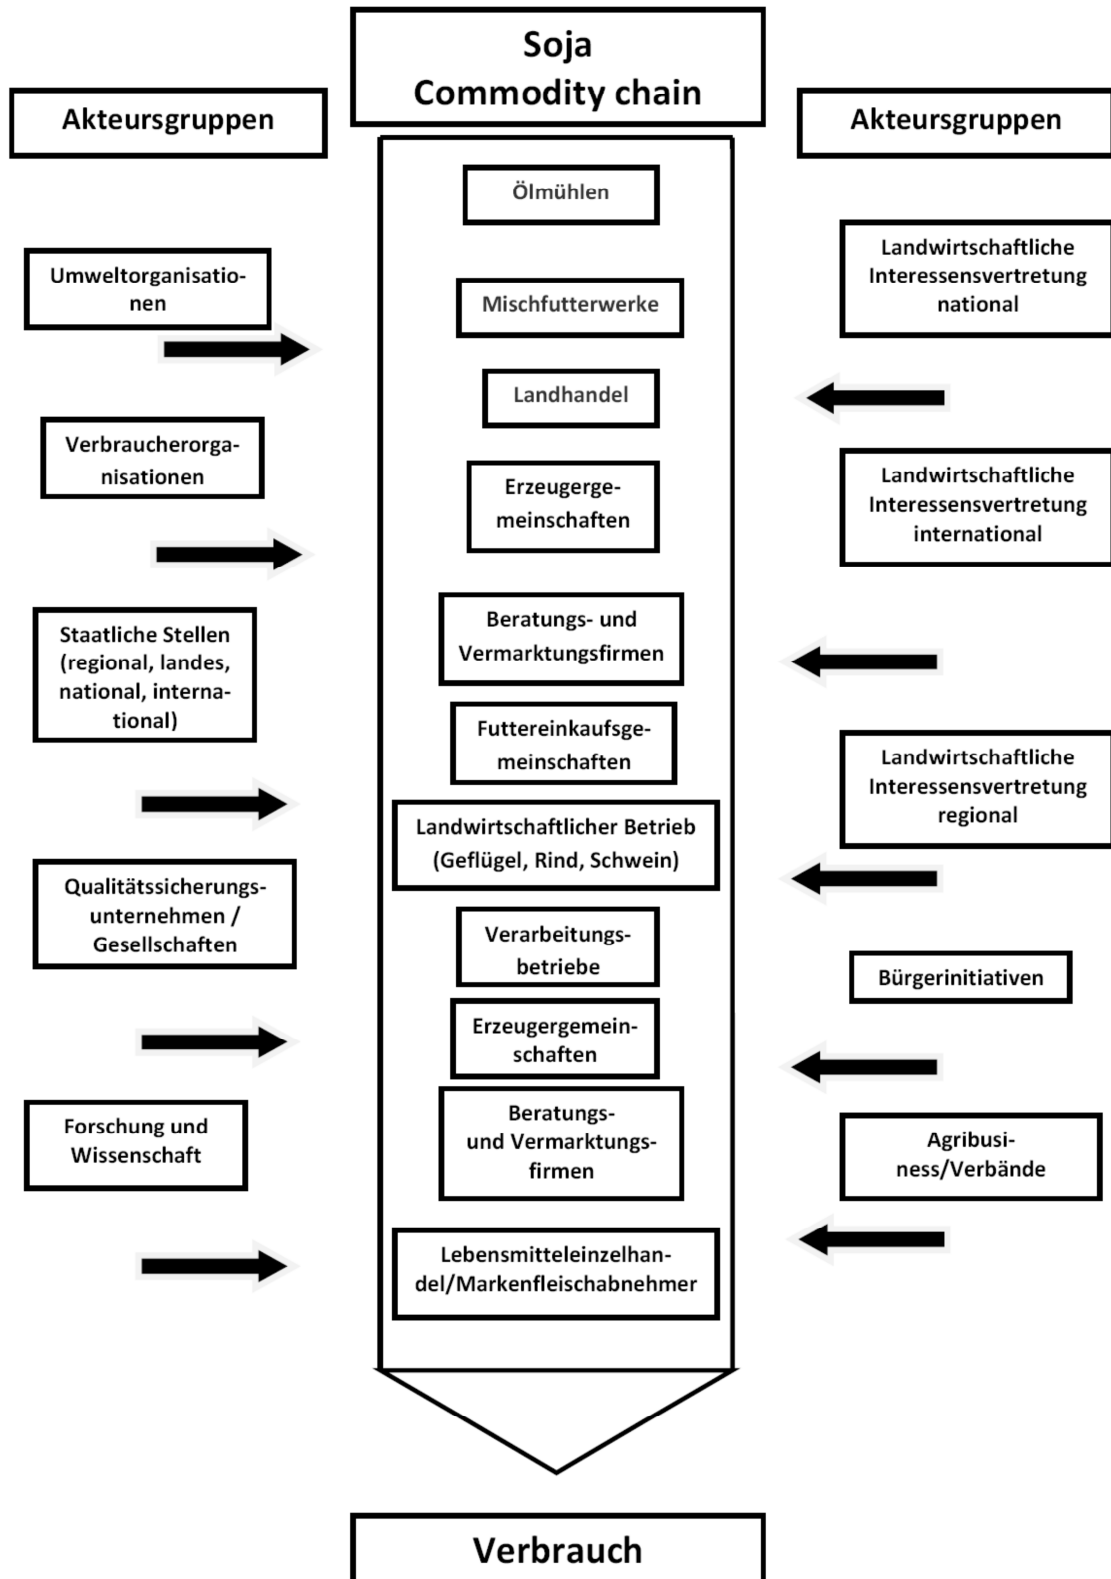 Soja
Commodity chain
Akteursgruppen
Umweltorganisatio-
nen
Verbraucherorga-
nisationen
Staatliche Stellen
(regional, landes,
national, interna-
tional)
Qualitätssicherungs-
unternehmen /
Gesellschaften
Forschung und
Wissenschaft
Ölmühlen
Mischfutterwerke
Landhandel
Erzeugerge-
meinschaften
Beratungs- und
Vermarktungsfirmen
Futtereinkaufsge-
meinschaften
Landwirtschaftlicher Betrieb
(Geflügel, Rind, Schwein)
Verarbeitungs-
betriebe
Erzeugergemein-
schaften
Beratungs-
und Vermarktungs-
firmen
Lebensmitteleinzelhan-
del/Markenfleischabnehmer
Akteursgruppen
Landwirtschaftliche
Interessensvertretung
national
Landwirtschaftliche
Interessensvertretung
international
Landwirtschaftliche
Interessensvertretung
regional
Bürgerinitiativen
Agribusi-
ness/Verbände
Verbrauch